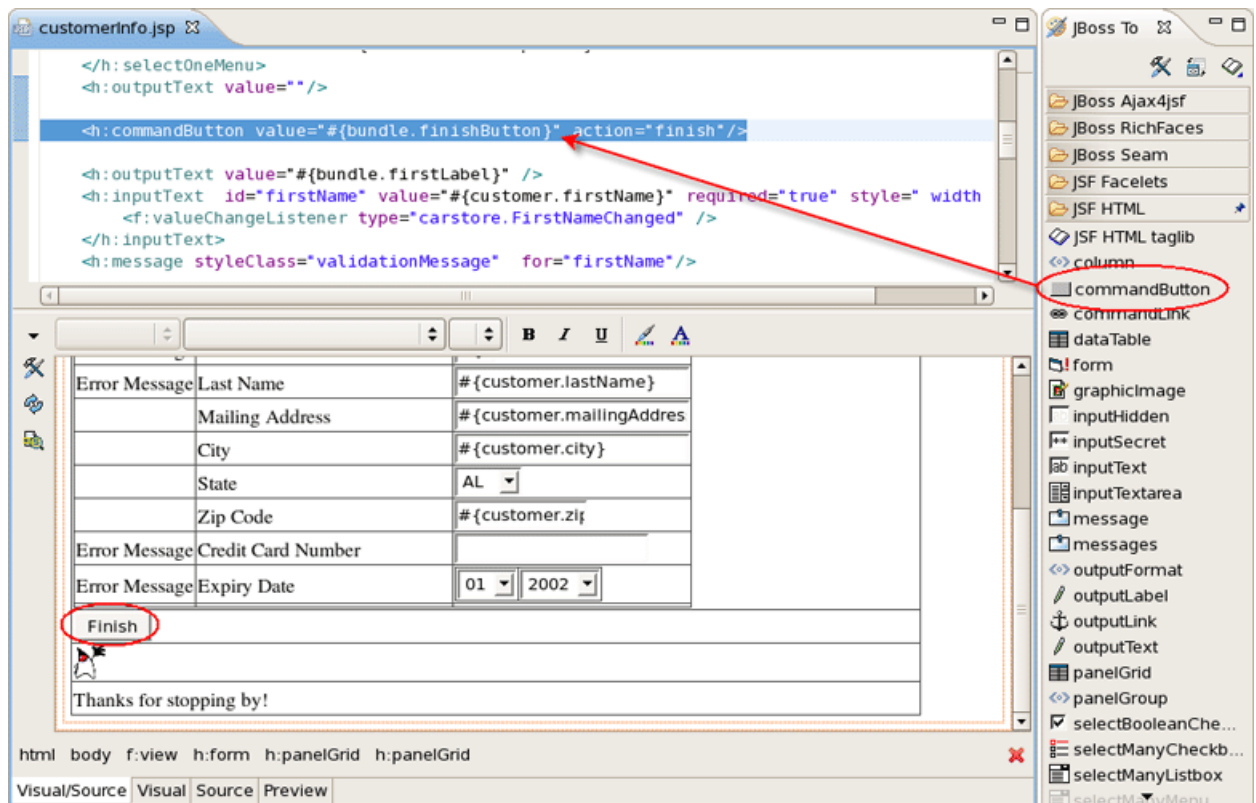 customerInfo.jsp
</h:selectOneMenu>
<h:outputText value=""/>
<h:commandButton value="#{bundle.finishButton}" action="finish"/>
<h:outputText value="#{bundle.firstLabel}" />
<h:inputText  id="firstName" value="#{customer.firstName}" required="true" style=" width
<f:valueChangeListener type="carstore.FirstNameChanged" />
</h:inputText>
<h:message styleClass="validationMessage"  for="firstName"/>
B I U A
Error Message Last Name #{customer.lastName}
Mailing Address #{customer.mailingAddres
City #{customer.city}
State AL
Zip Code #{customer.zip
Error Message Credit Card Number
Error Message Expiry Date 01 2002
Finish
Thanks for stopping by!
html body f:view h:form h:panelGrid h:panelGrid
Visual/Source Visual Source Preview
JBoss To
JBoss Ajax4jsf
JBoss RichFaces
JBoss Seam
JSF Facelets
JSF HTML
JSF HTML taglib
column
commandButton
commandLink
dataTable
form
graphicImage
inputHidden
inputSecret
inputText
inputTextarea
message
messages
outputFormat
outputLabel
outputLink
outputText
panelGrid
panelGroup
selectBooleanChe...
selectManyCheckb...
selectManyListbox
selectManyMenu